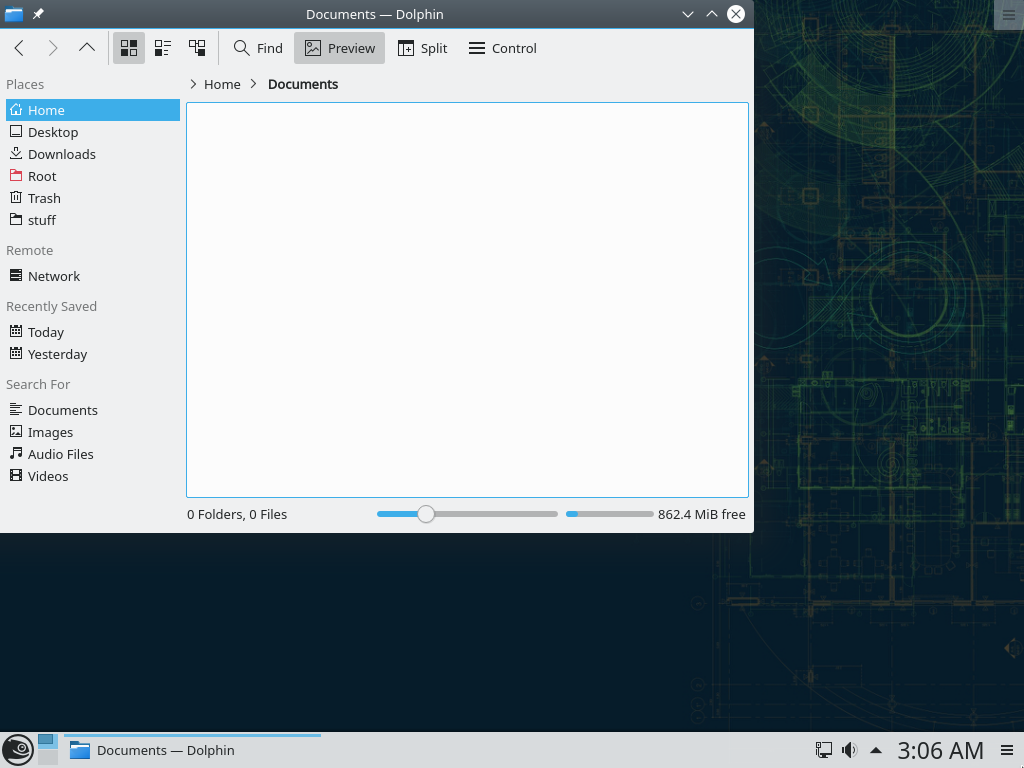 Documents — Dolphin
Find
Preview
Split
Control
Places
Home
Desktop
Downloads
Root
Trash
stuff
Remote
Network
Recently Saved
Today
Yesterday
Search For
Documents
Images
Audio Files
Videos
Home
Documents
0 Folders, 0 Files
862.4 MiB free
Documents — Dolphin
3:06 AM